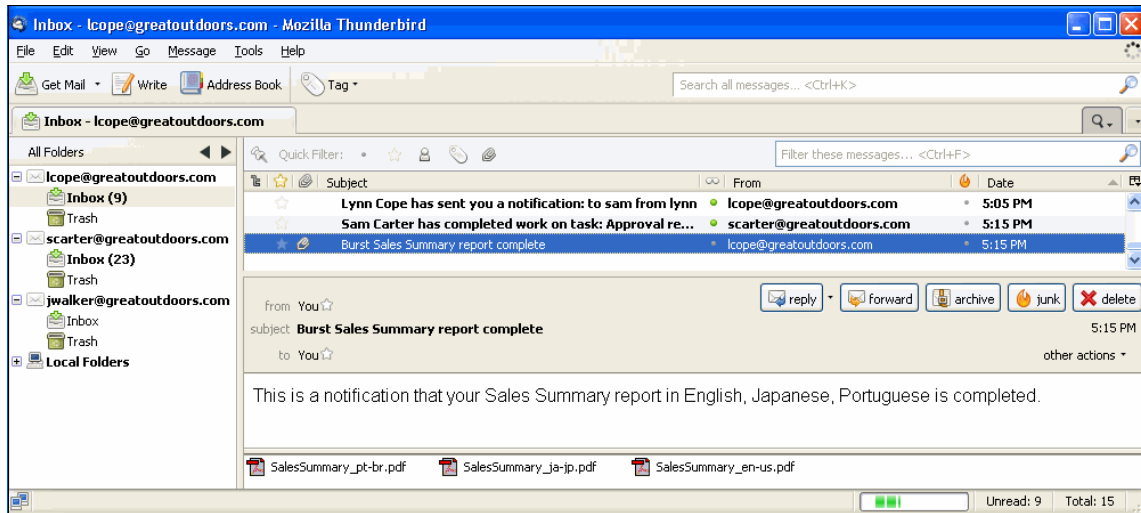 Inbox - lcope@greatoutdoors.com - Mozilla Thunderbird
File Edit View Go Message Tools Help
Get Mail Write Address Book Tag Search all messages... <Ctrl+K>
Inbox - lcope@greatoutdoors.com
All Folders Quick Filter: Filter these messages... <Ctrl+F>
lcope@greatoutdoors.com
Inbox (9)
Trash
scarter@greatoutdoors.com
Inbox (23)
Trash
jwalker@greatoutdoors.com
Inbox
Trash
Local Folders
Subject From Date
Lynn Cope has sent you a notification: to sam from lynn lcope@greatoutdoors.com 5:05 PM
Sam Carter has completed work on task: Approval re... scarter@greatoutdoors.com 5:15 PM
Burst Sales Summary report complete lcope@greatoutdoors.com 5:15 PM
from You reply forward archive junk delete
subject Burst Sales Summary report complete 5:15 PM
to You other actions
This is a notification that your Sales Summary report in English, Japanese, Portuguese is completed.
SalesSummary_pt-br.pdf SalesSummary_ja-jp.pdf SalesSummary_en-us.pdf
Unread: 9 Total: 15